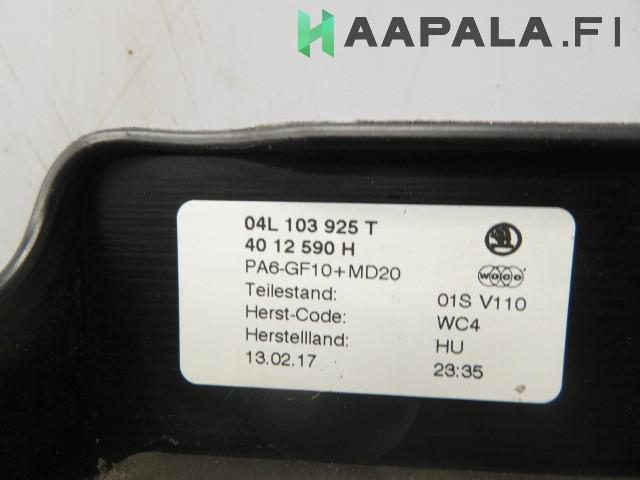 HAAPALA.FI
04L 103 925 T
40 12 590 H
PA6-GF10+MD20
Teilestand: 01S V110
Herst-Code: WC4
Herstellland: HU
13.02.17 23:35